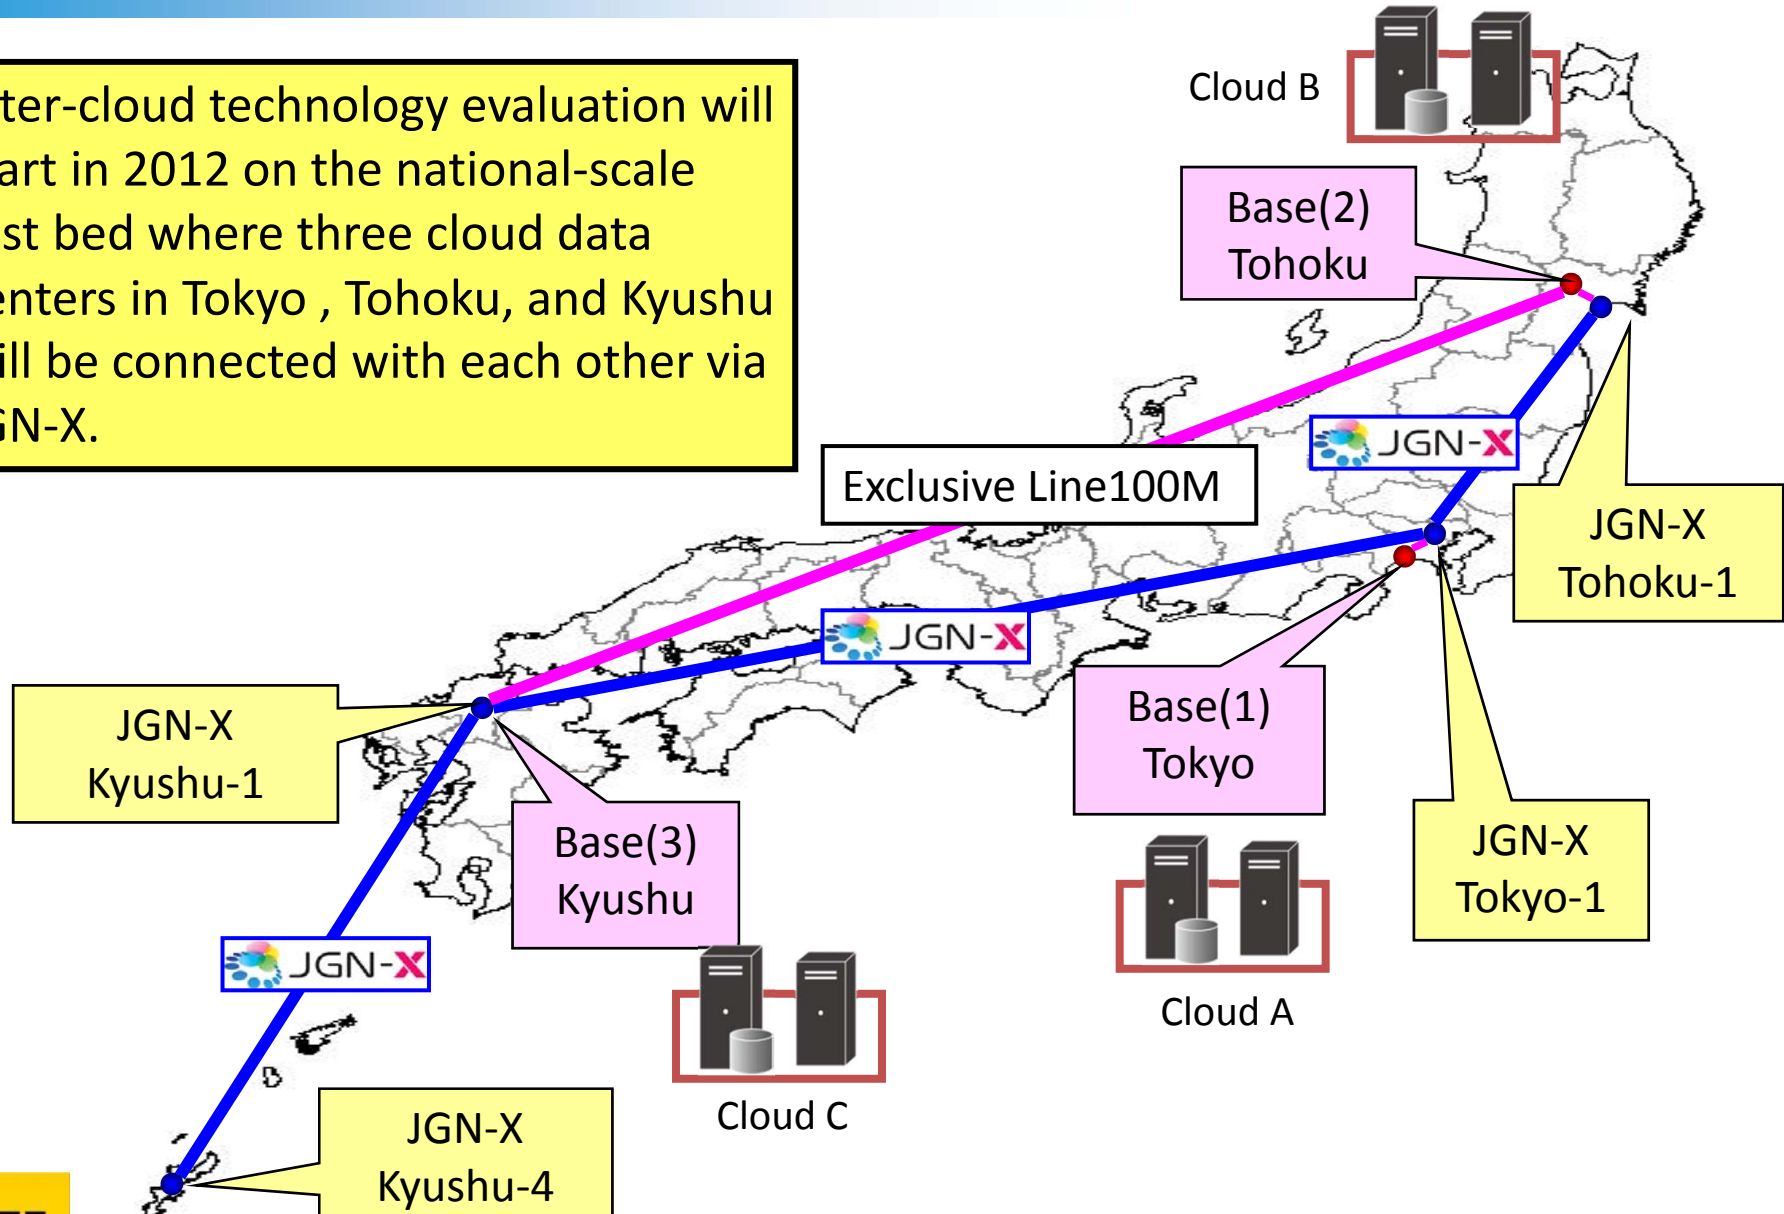 Cloud B
ter-cloud technology evaluation will
art in 2012 on the national-scale
st bed where three cloud data
enters in Tokyo , Tohoku, and Kyushu
ill be connected with each other via
GN-X.
Base(2)
Tohoku
JGN-X
Exclusive Line100M
JGN-X
Tohoku-1
JGN-X
JGN-X
Kyushu-1
Base(1)
Tokyo
Base(3)
Kyushu
JGN-X
Tokyo-1
JGN-X
Cloud A
Cloud C
JGN-X
Kyushu-4